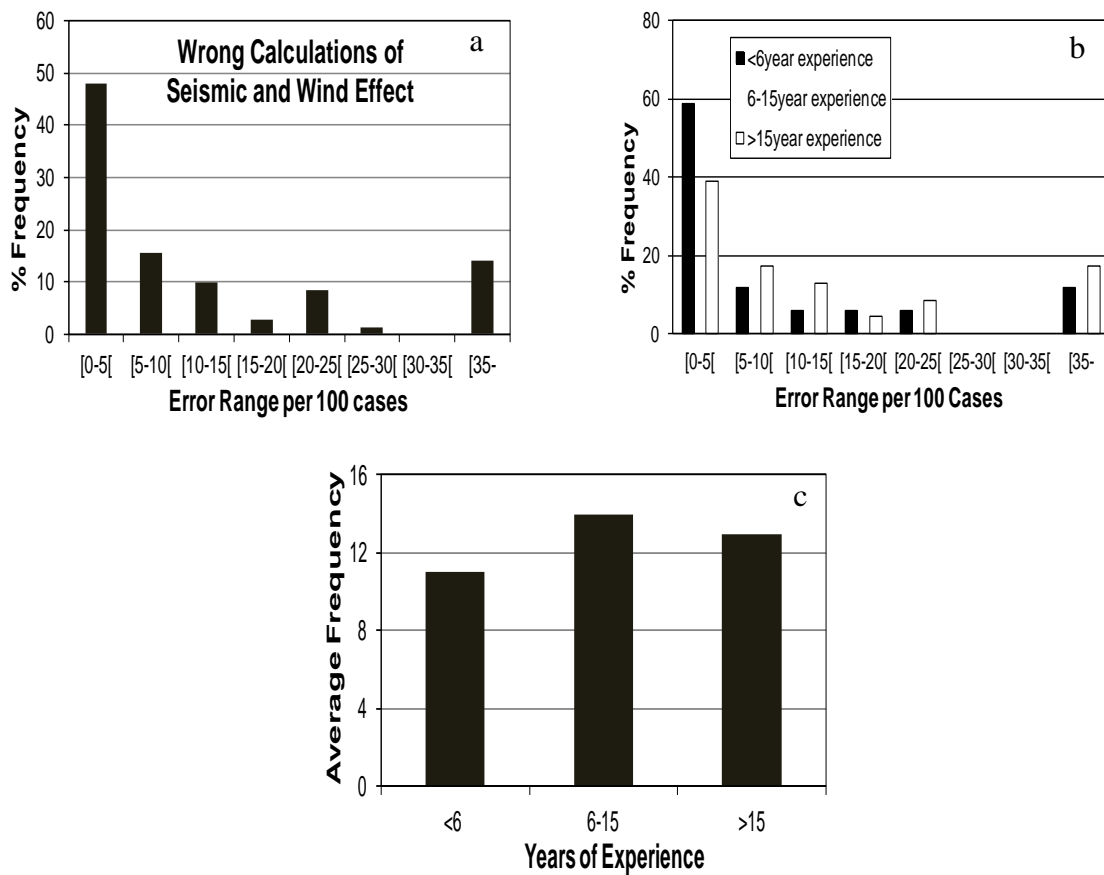 a
Wrong Calculations of
Seismic and Wind Effect
% Frequency
60
50
40
30
20
10
0
[0-5[ [5-10[ [10-15[ [15-20[ [20-25[ [25-30[ [30-35[ [35-
Error Range per 100 cases
b
<6year experience
6-15year experience
>15year experience
% Frequency
80
60
40
20
0
[0-5[ [5-10[ [10-15[ [15-20[ [20-25[ [25-30[ [30-35[ [35-
Error Range per 100 Cases
c
Average Frequency
16
12
8
4
0
<6 6-15 >15
Years of Experience